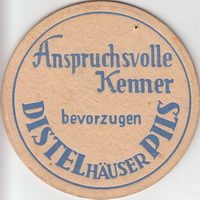 Anspruchsvolle
Kenner
bevorzugen
DISTELHÄUSER PILS